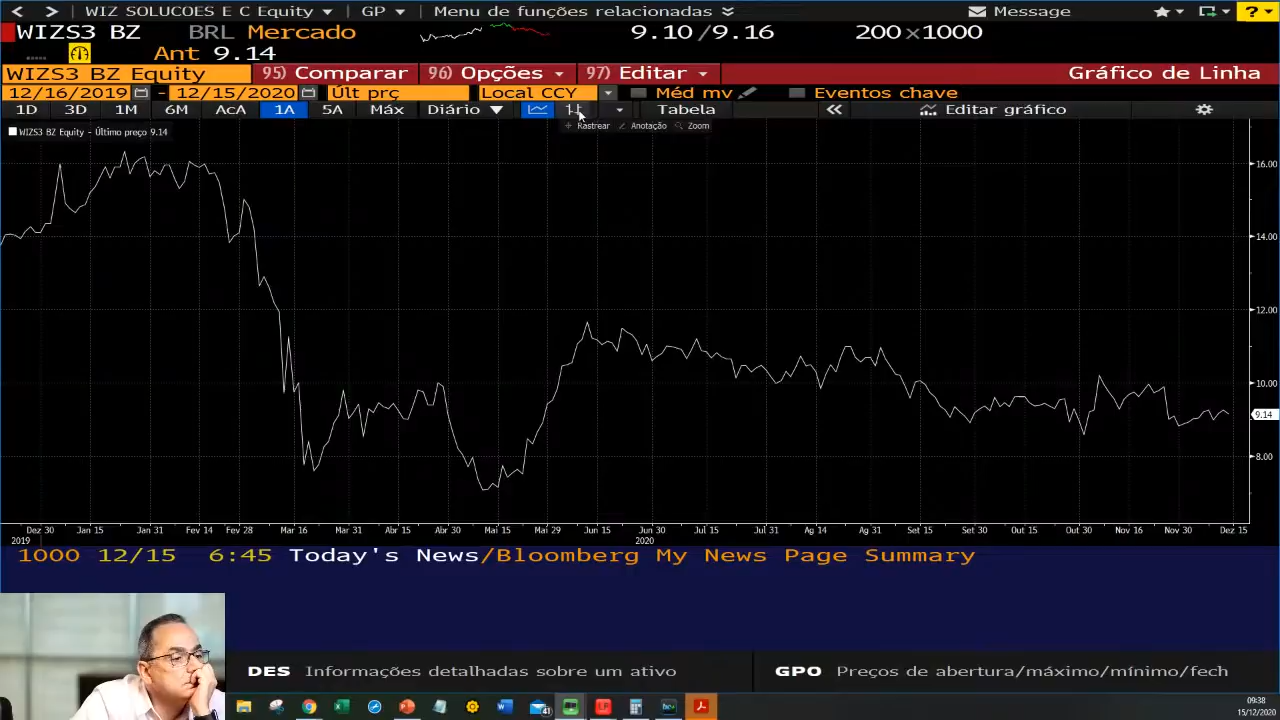 WIZ SOLUCOES E C Equity GP Menu de funções relacionadas Message ?
WIZS3 BZ BRL Mercado 9.10/9.16 200×1000
Ant 9.14
WIZS3 BZ Equity 95) Comparar 96) Opções 97) Editar Gráfico de Linha
12/16/2019 - 12/15/2020 Últ prç Local CCY Méd mv Eventos chave
1D 3D 1M 6M AcA 1A 5A Máx Diário Tabela Editar gráfico
Rastrear Anotação Zoom
WIZS3 BZ Equity - Último preço 9.14
16.00
14.00
12.00
10.00
9.14
8.00
Dez 30 Jan 15 Jan 31 Fev 14 Fev 28 Mar 16 Mar 31 Abr 15 Abr 30 Mai 15 Mai 29 Jun 15 Jun 30 Jul 15 Jul 31 Ag 14 Ag 31 Set 15 Set 30 Out 15 Out 30 Nov 16 Nov 30 Dez 15
2019 2020
1000 12/15 6:45 Today's News/Bloomberg My News Page Summary
DES Informações detalhadas sobre um ativo GPO Preços de abertura/máximo/mínimo/fech
41
09:38
15/12/2020